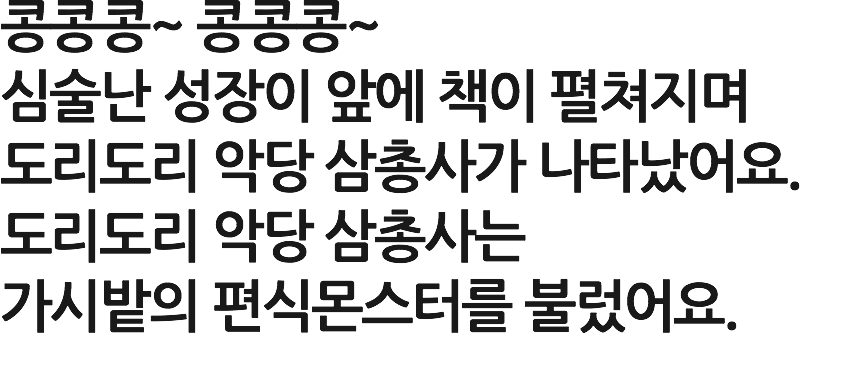 콩콩콩~ 콩콩콩~
심술난 성장이 앞에 책이 펼쳐지며
도리도리 악당 삼총사가 나타났어요.
도리도리 악당 삼총사는
가시밭의 편식몬스터를 불렀어요.